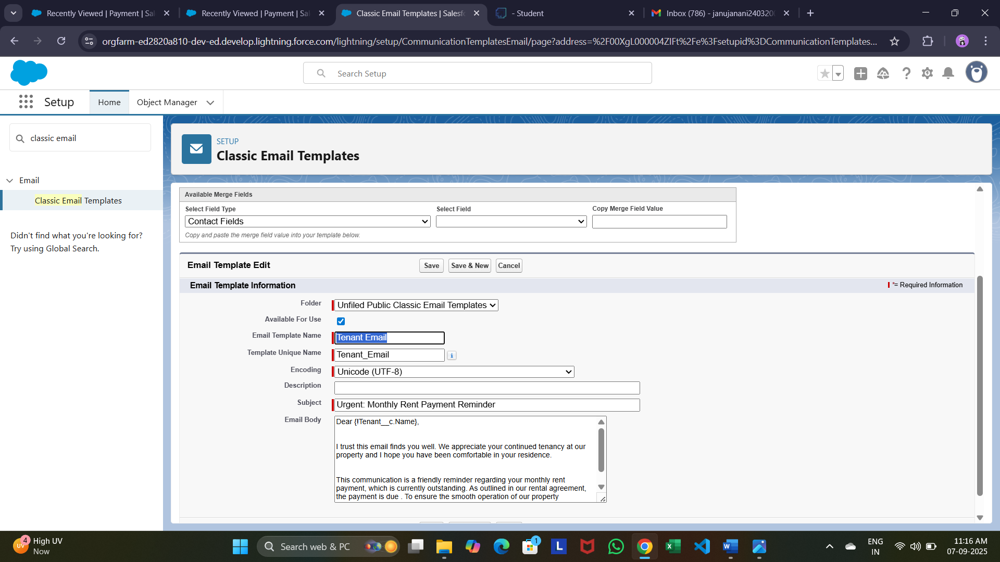 Recently Viewed | Payment | Sal
Recently Viewed | Payment | Sal
Classic Email Templates | Salesfo
- Student
Inbox (786) - janujanani240320
orgfarm-ed2820a810-dev-ed.develop.lightning.force.com/lightning/setup/CommunicationTemplatesEmail/page?address=%2F00XgL000004ZIFt%2Fe%3Fsetupid%3DCommunicationTemplates...
Search Setup
Setup
Home
Object Manager
classic email
Email
Classic Email Templates
Didn't find what you're looking for?
Try using Global Search.
SETUP
Classic Email Templates
Available Merge Fields
Select Field Type
Select Field
Copy Merge Field Value
Contact Fields
Copy and paste the merge field value into your template below.
Email Template Edit
Save
Save & New
Cancel
Email Template Information
*= Required Information
Folder
Unfiled Public Classic Email Templates
Available For Use
Email Template Name
Tenant Email
Template Unique Name
Tenant_Email
i
Encoding
Unicode (UTF-8)
Description
Subject
Urgent: Monthly Rent Payment Reminder
Email Body
Dear {!Tenant__c.Name},
I trust this email finds you well. We appreciate your continued tenancy at our
property and I hope you have been comfortable in your residence.
This communication is a friendly reminder regarding your monthly rent
payment, which is currently outstanding. As outlined in our rental agreement,
the payment is due . To ensure the smooth operation of our property
4
UV
High UV
Now
Search web & PC
1
L
ENG
IN
11:16 AM
07-09-2025